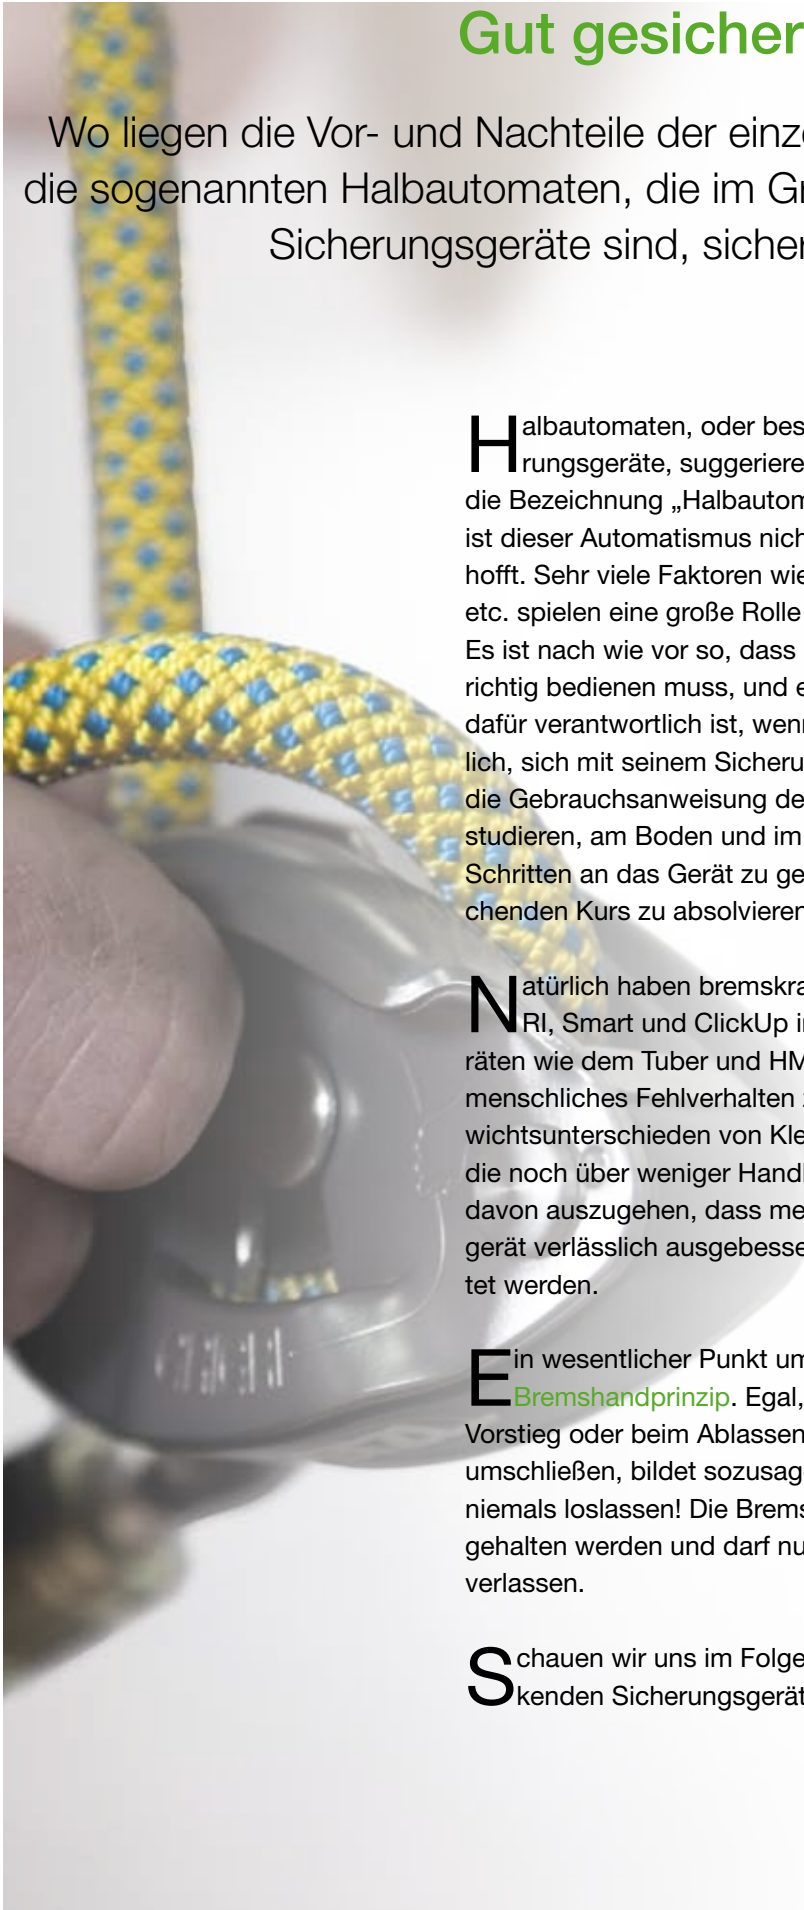 Gut gesicher
Wo liegen die Vor- und Nachteile der einze
die sogenannten Halbautomaten, die im Gr
Sicherungsgeräte sind, sicher
Halbautomaten, oder bes
rungsgeräte, suggeriere
die Bezeichnung „Halbautom
ist dieser Automatismus nich
hofft. Sehr viele Faktoren wie
etc. spielen eine große Rolle
Es ist nach wie vor so, dass
richtig bedienen muss, und e
dafür verantwortlich ist, wenn
lich, sich mit seinem Sicheru
die Gebrauchsanweisung de
studieren, am Boden und im
Schritten an das Gerät zu ge
chenden Kurs zu absolvieren
Natürlich haben bremskra
RI, Smart und ClickUp i
räten wie dem Tuber und HM
menschliches Fehlverhalten
wichtsunterschieden von Kle
die noch über weniger Handl
davon auszugehen, dass me
gerät verlässlich ausgebesse
tet werden.
Ein wesentlicher Punkt um
Bremshandprinzip. Egal,
Vorstieg oder beim Ablassen
umschließen, bildet sozusage
niemals loslassen! Die Brems
gehalten werden und darf nu
verlassen.
Schauen wir uns im Folge
kenden Sicherungsgerät